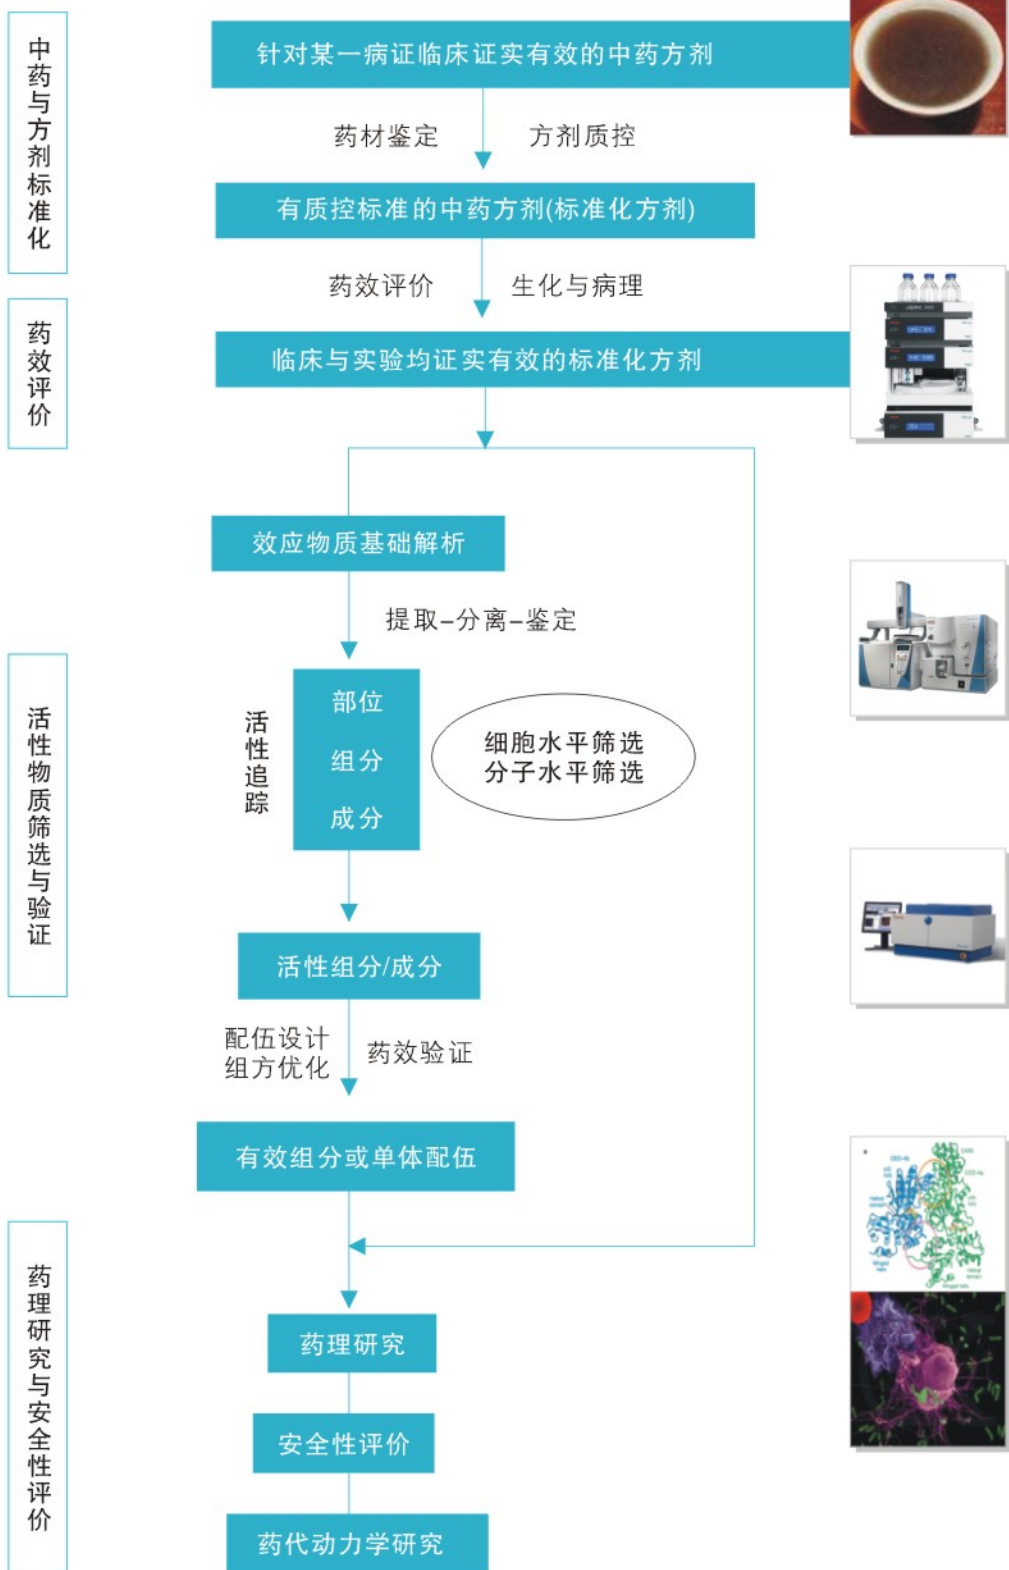 中药与方剂标准化
针对某一病证临床证实有效的中药方剂
药材鉴定 方剂质控
有质控标准的中药方剂(标准化方剂)
药效评价 生化与病理
药效评价
临床与实验均证实有效的标准化方剂
效应物质基础解析
提取-分离-鉴定
活性物质筛选与验证
活性追踪
部位
组分
成分
细胞水平筛选
分子水平筛选
活性组分/成分
配伍设计
组方优化
药效验证
有效组分或单体配伍
药理研究与安全性评价
药理研究
安全性评价
药代动力学研究